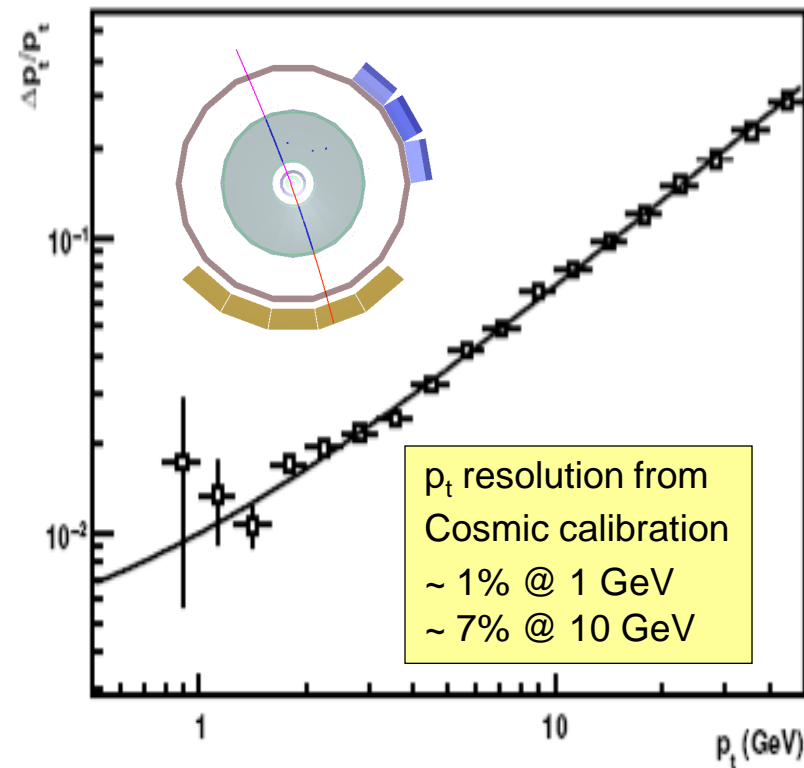 Δp_t/p_t
10⁻¹
10⁻²
p_t resolution from
Cosmic calibration
~ 1% @ 1 GeV
~ 7% @ 10 GeV
1
10
p_t (GeV)